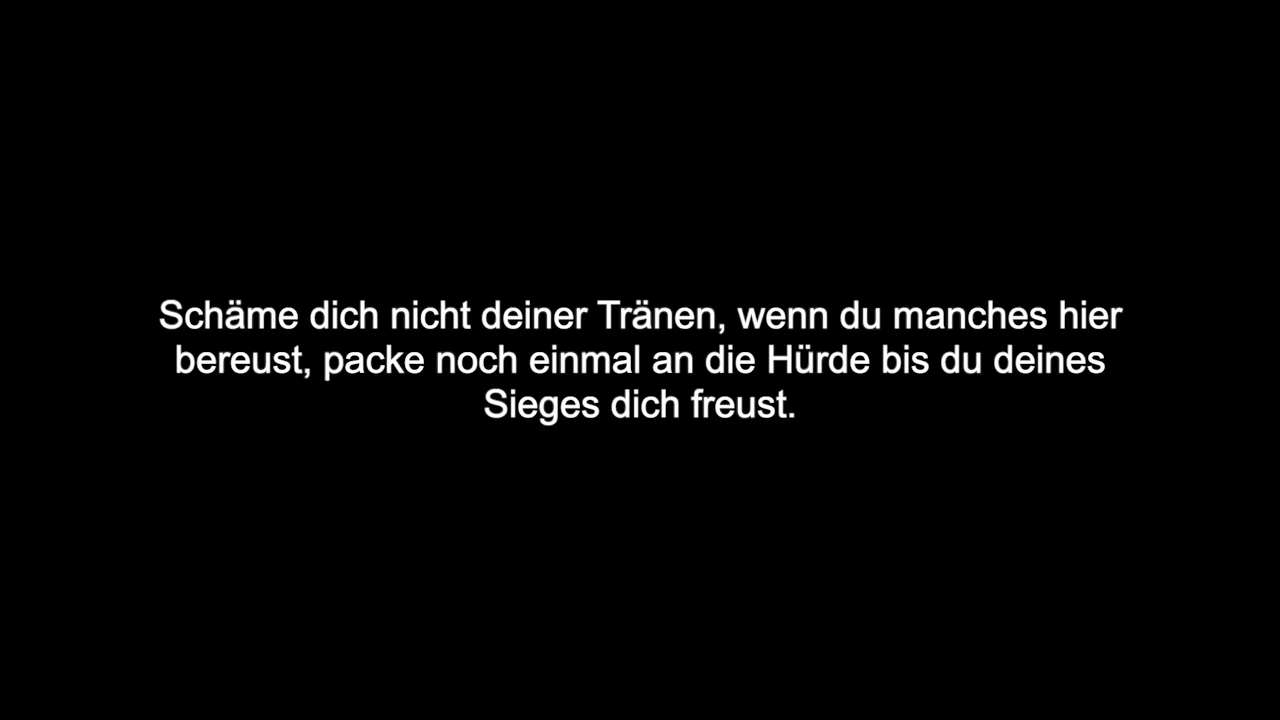 Schäme dich nicht deiner Tränen, wenn du manches hier
bereust, packe noch einmal an die Hürde bis du deines
Sieges dich freust.